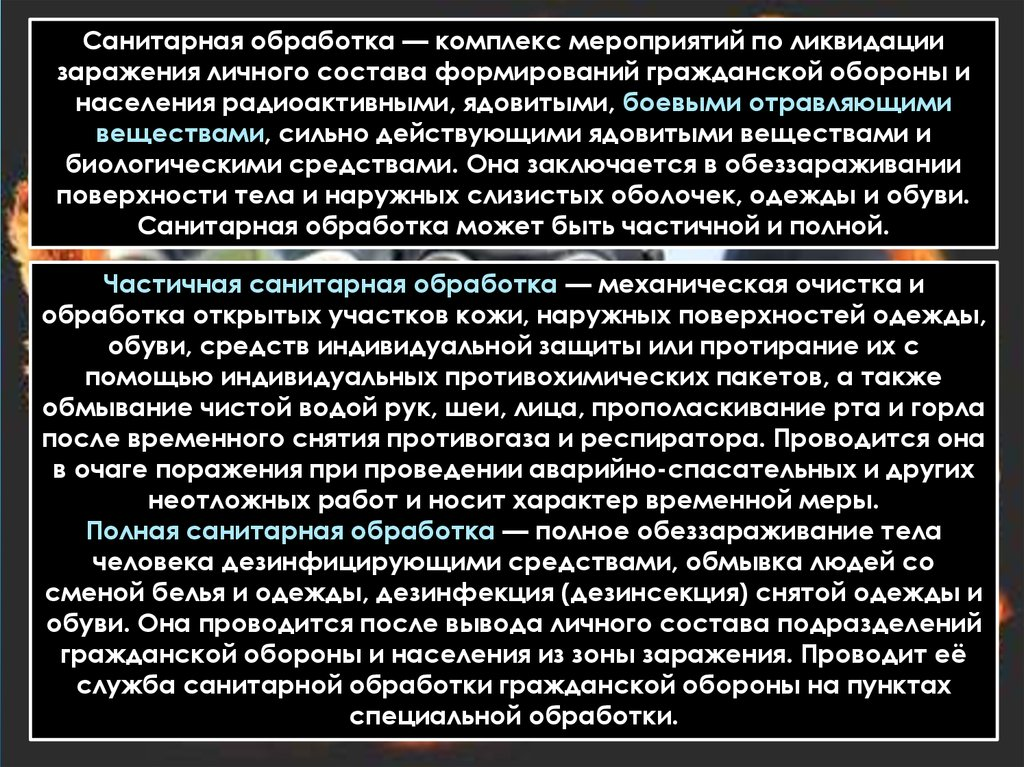 Санитарная обработка — комплекс мероприятий по ликвидации
заражения личного состава формирований гражданской обороны и
населения радиоактивными, ядовитыми, боевыми отравляющими
веществами, сильно действующими ядовитыми веществами и
биологическими средствами. Она заключается в обеззараживании
поверхности тела и наружных слизистых оболочек, одежды и обуви.
Санитарная обработка может быть частичной и полной.
Частичная санитарная обработка — механическая очистка и
обработка открытых участков кожи, наружных поверхностей одежды,
обуви, средств индивидуальной защиты или протирание их с
помощью индивидуальных противохимических пакетов, а также
обмывание чистой водой рук, шеи, лица, прополаскивание рта и горла
после временного снятия противогаза и респиратора. Проводится она
в очаге поражения при проведении аварийно-спасательных и других
неотложных работ и носит характер временной меры.
Полная санитарная обработка — полное обеззараживание тела
человека дезинфицирующими средствами, обмывка людей со
сменой белья и одежды, дезинфекция (дезинсекция) снятой одежды и
обуви. Она проводится после вывода личного состава подразделений
гражданской обороны и населения из зоны заражения. Проводит её
служба санитарной обработки гражданской обороны на пунктах
специальной обработки.